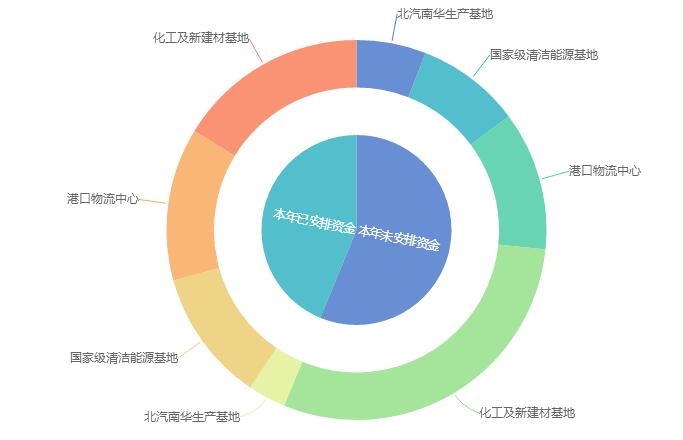 北汽南华生产基地
化工及新建材基地
国家级清洁能源基地
港口物流中心
港口物流中心
本年已安排资金
本年未安排资金
国家级清洁能源基地
北汽南华生产基地
化工及新建材基地